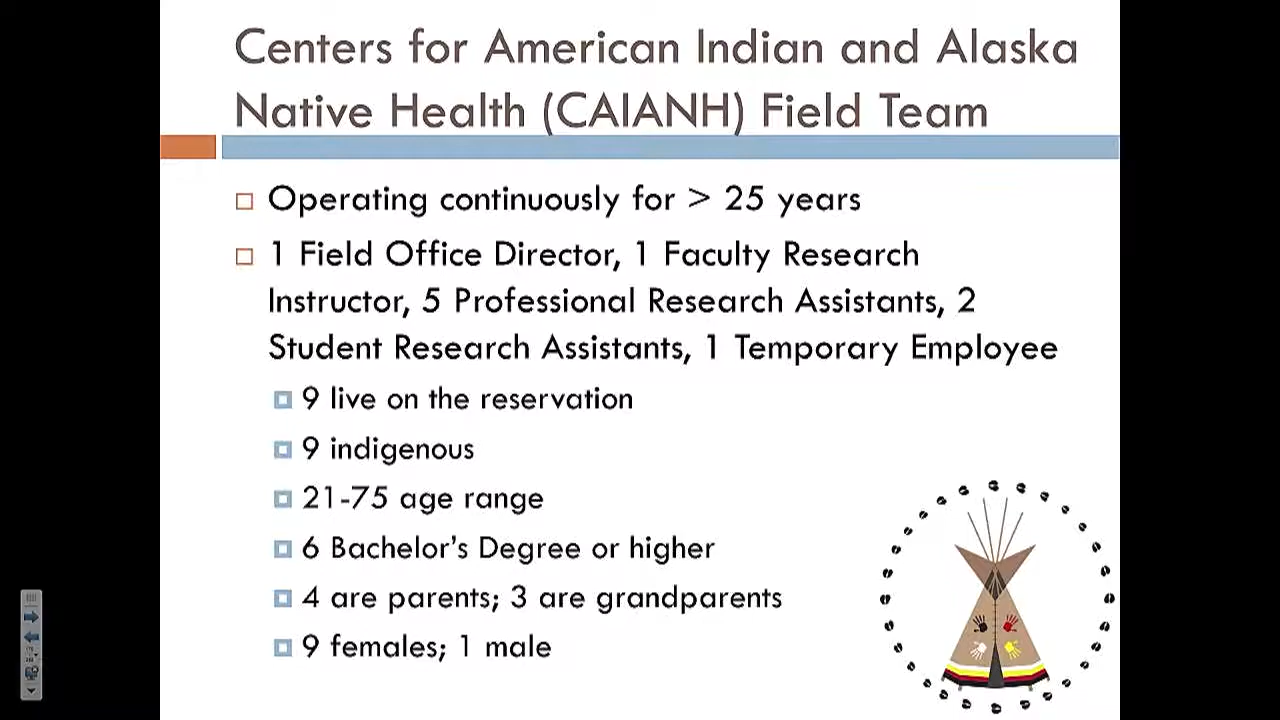 Centers for American Indian and Alaska
Native Health (CAIANH) Field Team
Operating continuously for > 25 years
1 Field Office Director, 1 Faculty Research
Instructor, 5 Professional Research Assistants, 2
Student Research Assistants, 1 Temporary Employee
9 live on the reservation
9 indigenous
21-75 age range
6 Bachelor's Degree or higher
4 are parents; 3 are grandparents
9 females; 1 male